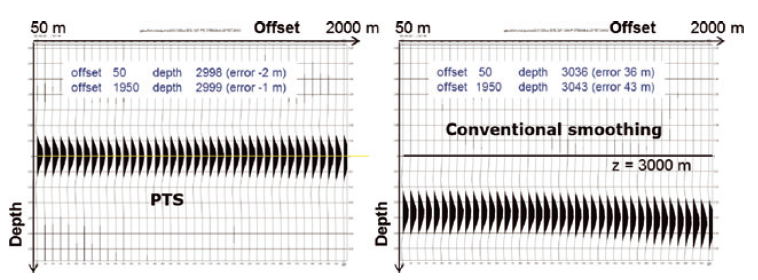 50 m Offset 2000 m
offset 50 depth 2998 (error -2 m)
offset 1950 depth 2999 (error -1 m)
PTS
Depth
50 m Offset 2000 m
offset 50 depth 3036 (error 36 m)
offset 1950 depth 3043 (error 43 m)
Conventional smoothing
z = 3000 m
Depth